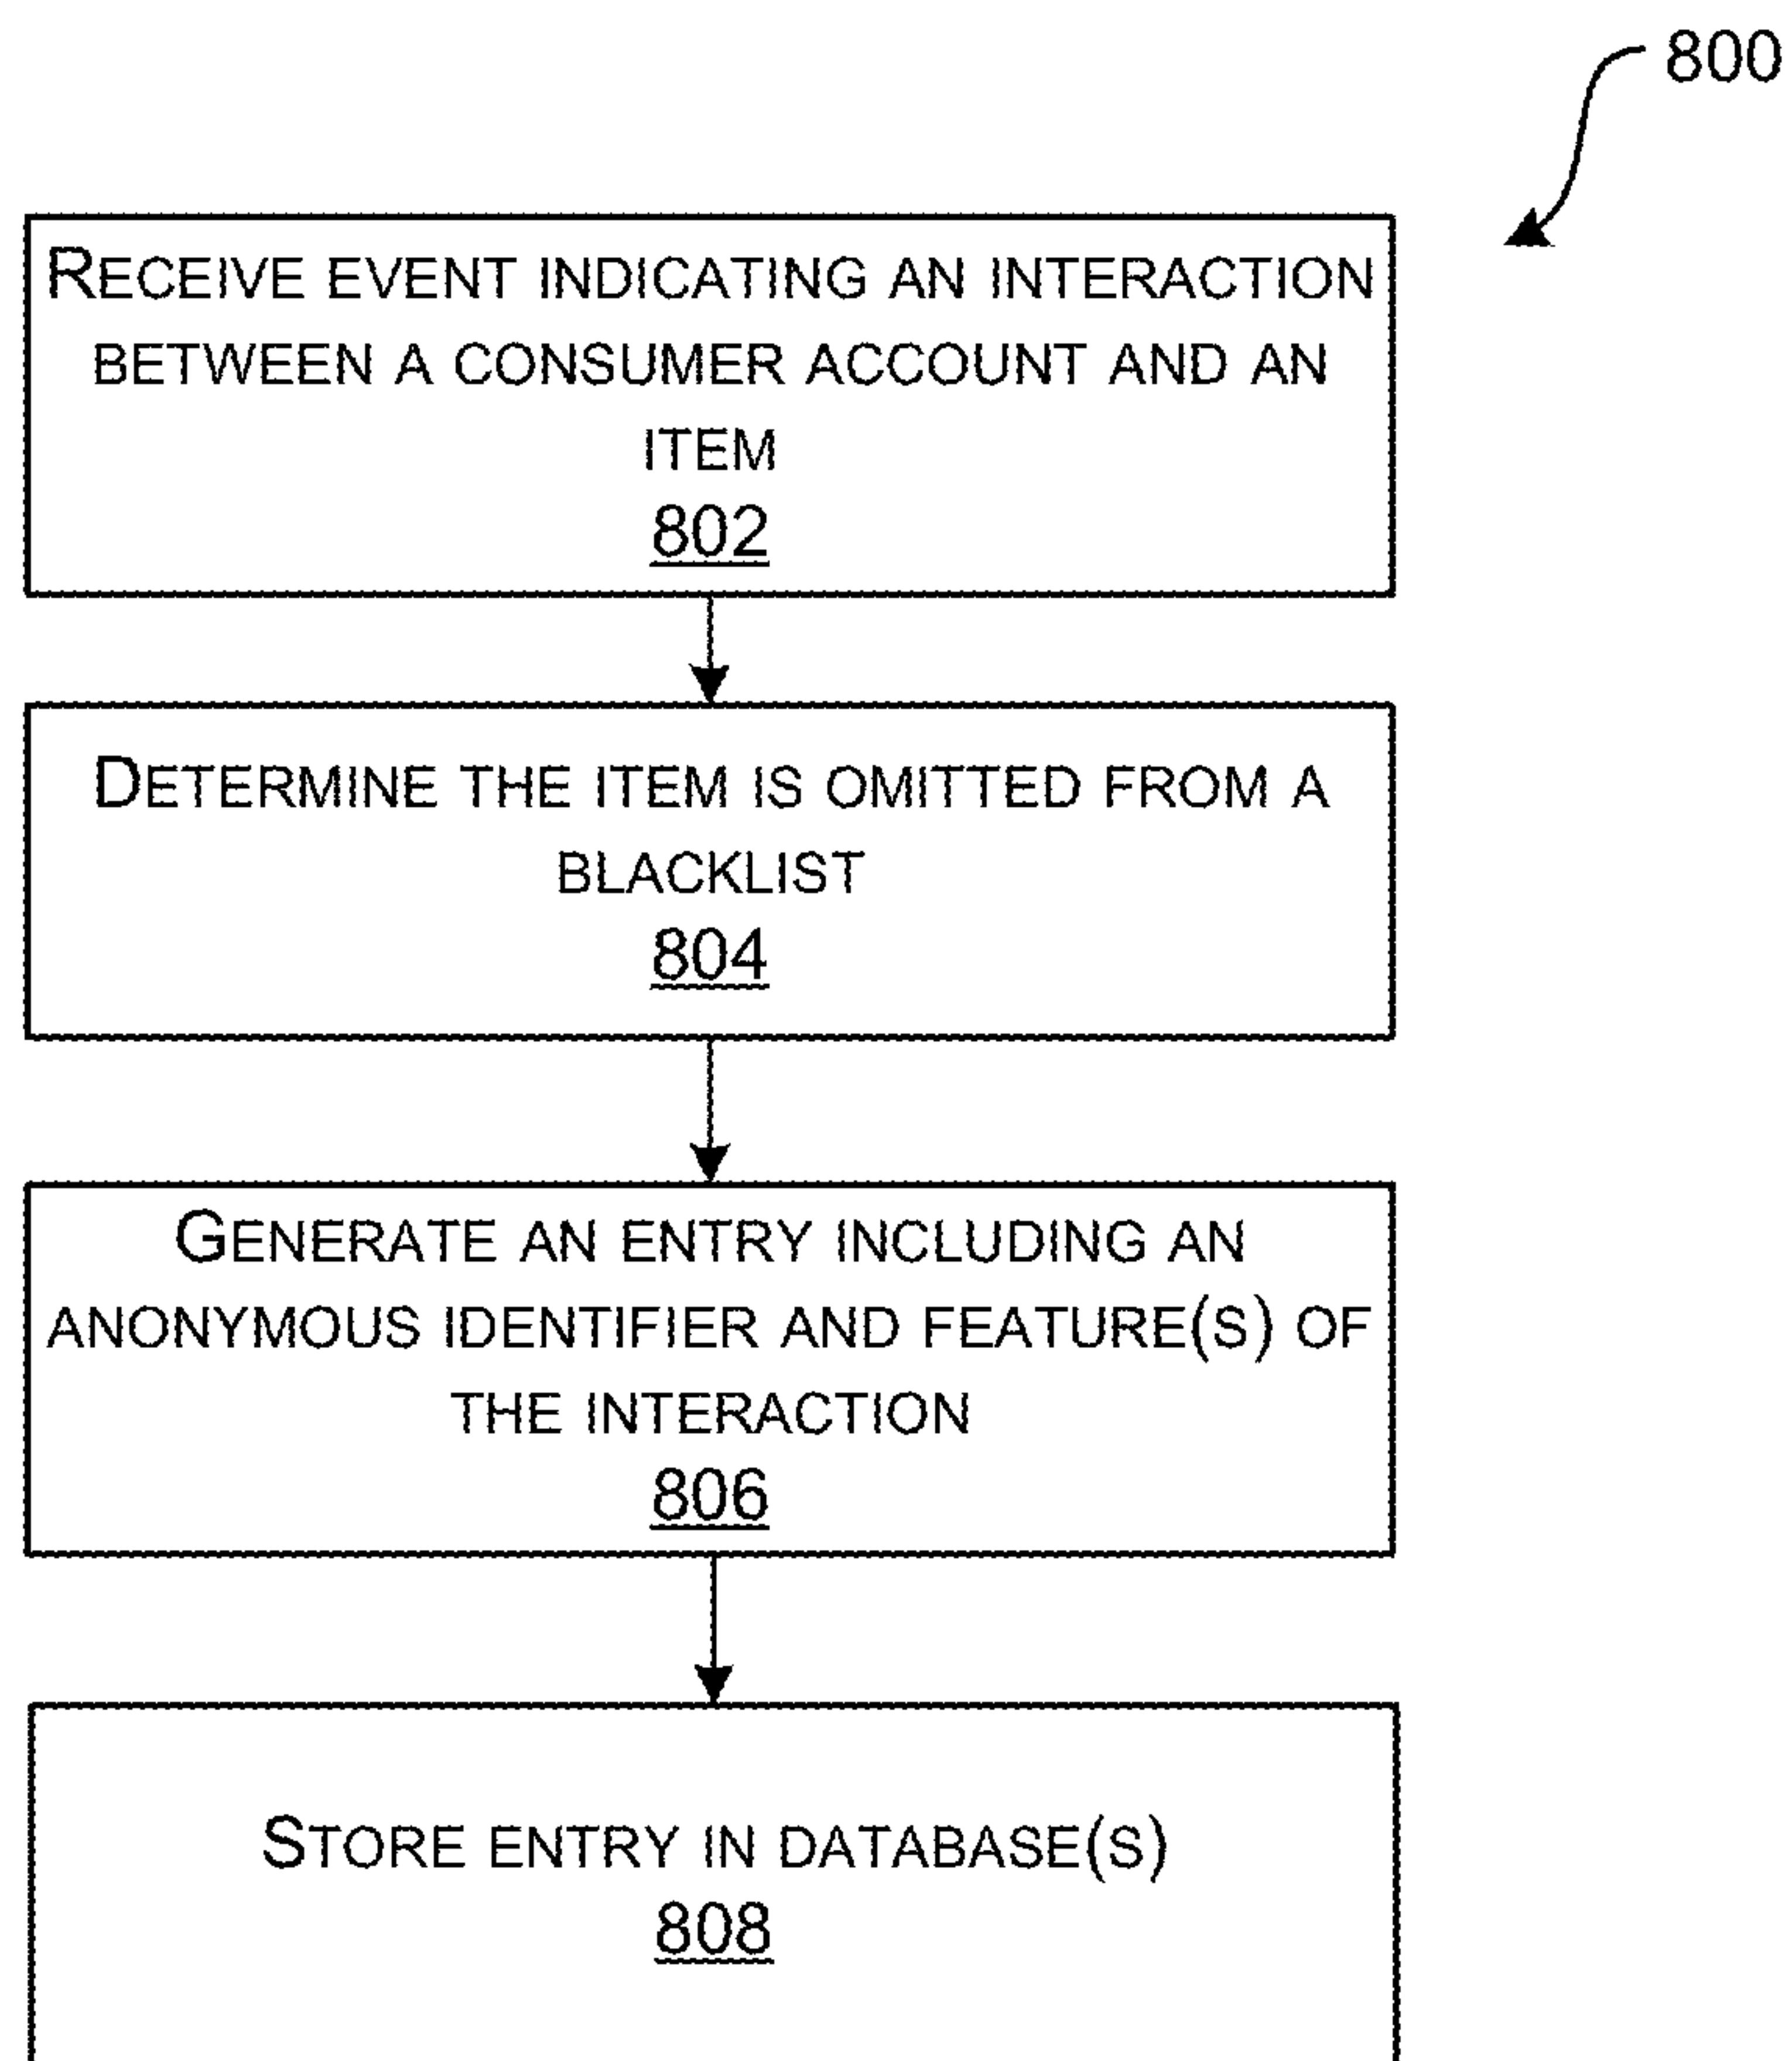 800
RECEIVE EVENT INDICATING AN INTERACTION
BETWEEN A CONSUMER ACCOUNT AND AN
ITEM
802
DETERMINE THE ITEM IS OMITTED FROM A
BLACKLIST
804
GENERATE AN ENTRY INCLUDING AN
ANONYMOUS IDENTIFIER AND FEATURE(S) OF
THE INTERACTION
806
STORE ENTRY IN DATABASE(S)
808